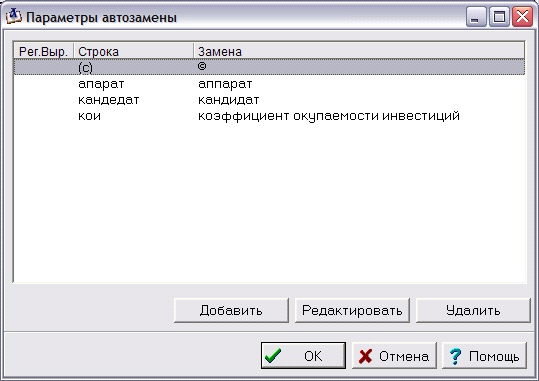 Параметры автозамены
Рег.Выр. Строка Замена
(c) ©
апарат аппарат
кандедат кандидат
кои коэффициент окупаемости инвестиций
Добавить Редактировать Удалить
OK Отмена Помощь